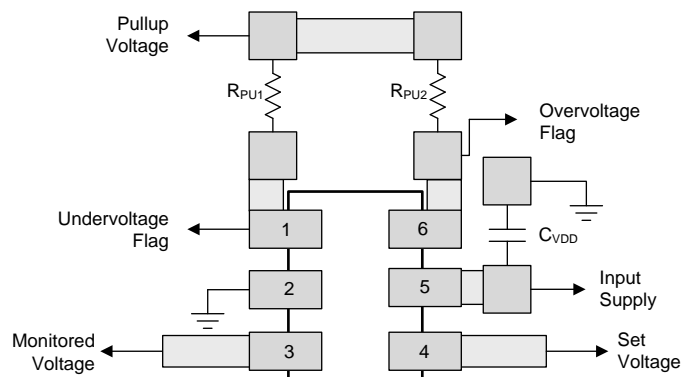 Pullup
Voltage
RPU1
RPU2
Overvoltage
Flag
Undervoltage
Flag
1
6
CVDD
2
5
Input
Supply
Monitored
Voltage
3
4
Set
Voltage